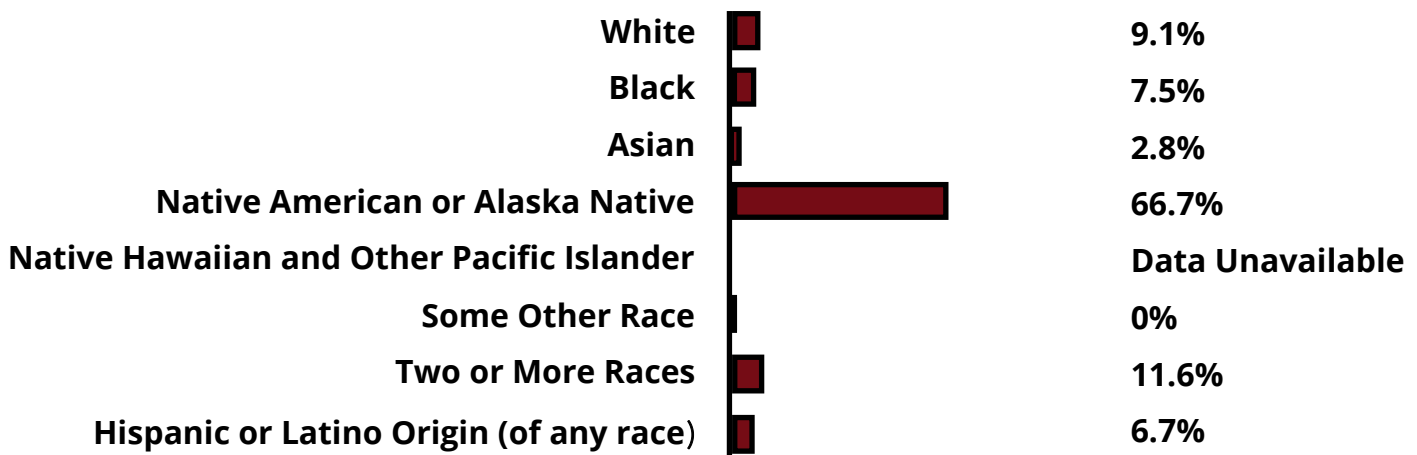 White 9.1%
Black 7.5%
Asian 2.8%
Native American or Alaska Native 66.7%
Native Hawaiian and Other Pacific Islander Data Unavailable
Some Other Race 0%
Two or More Races 11.6%
Hispanic or Latino Origin (of any race) 6.7%